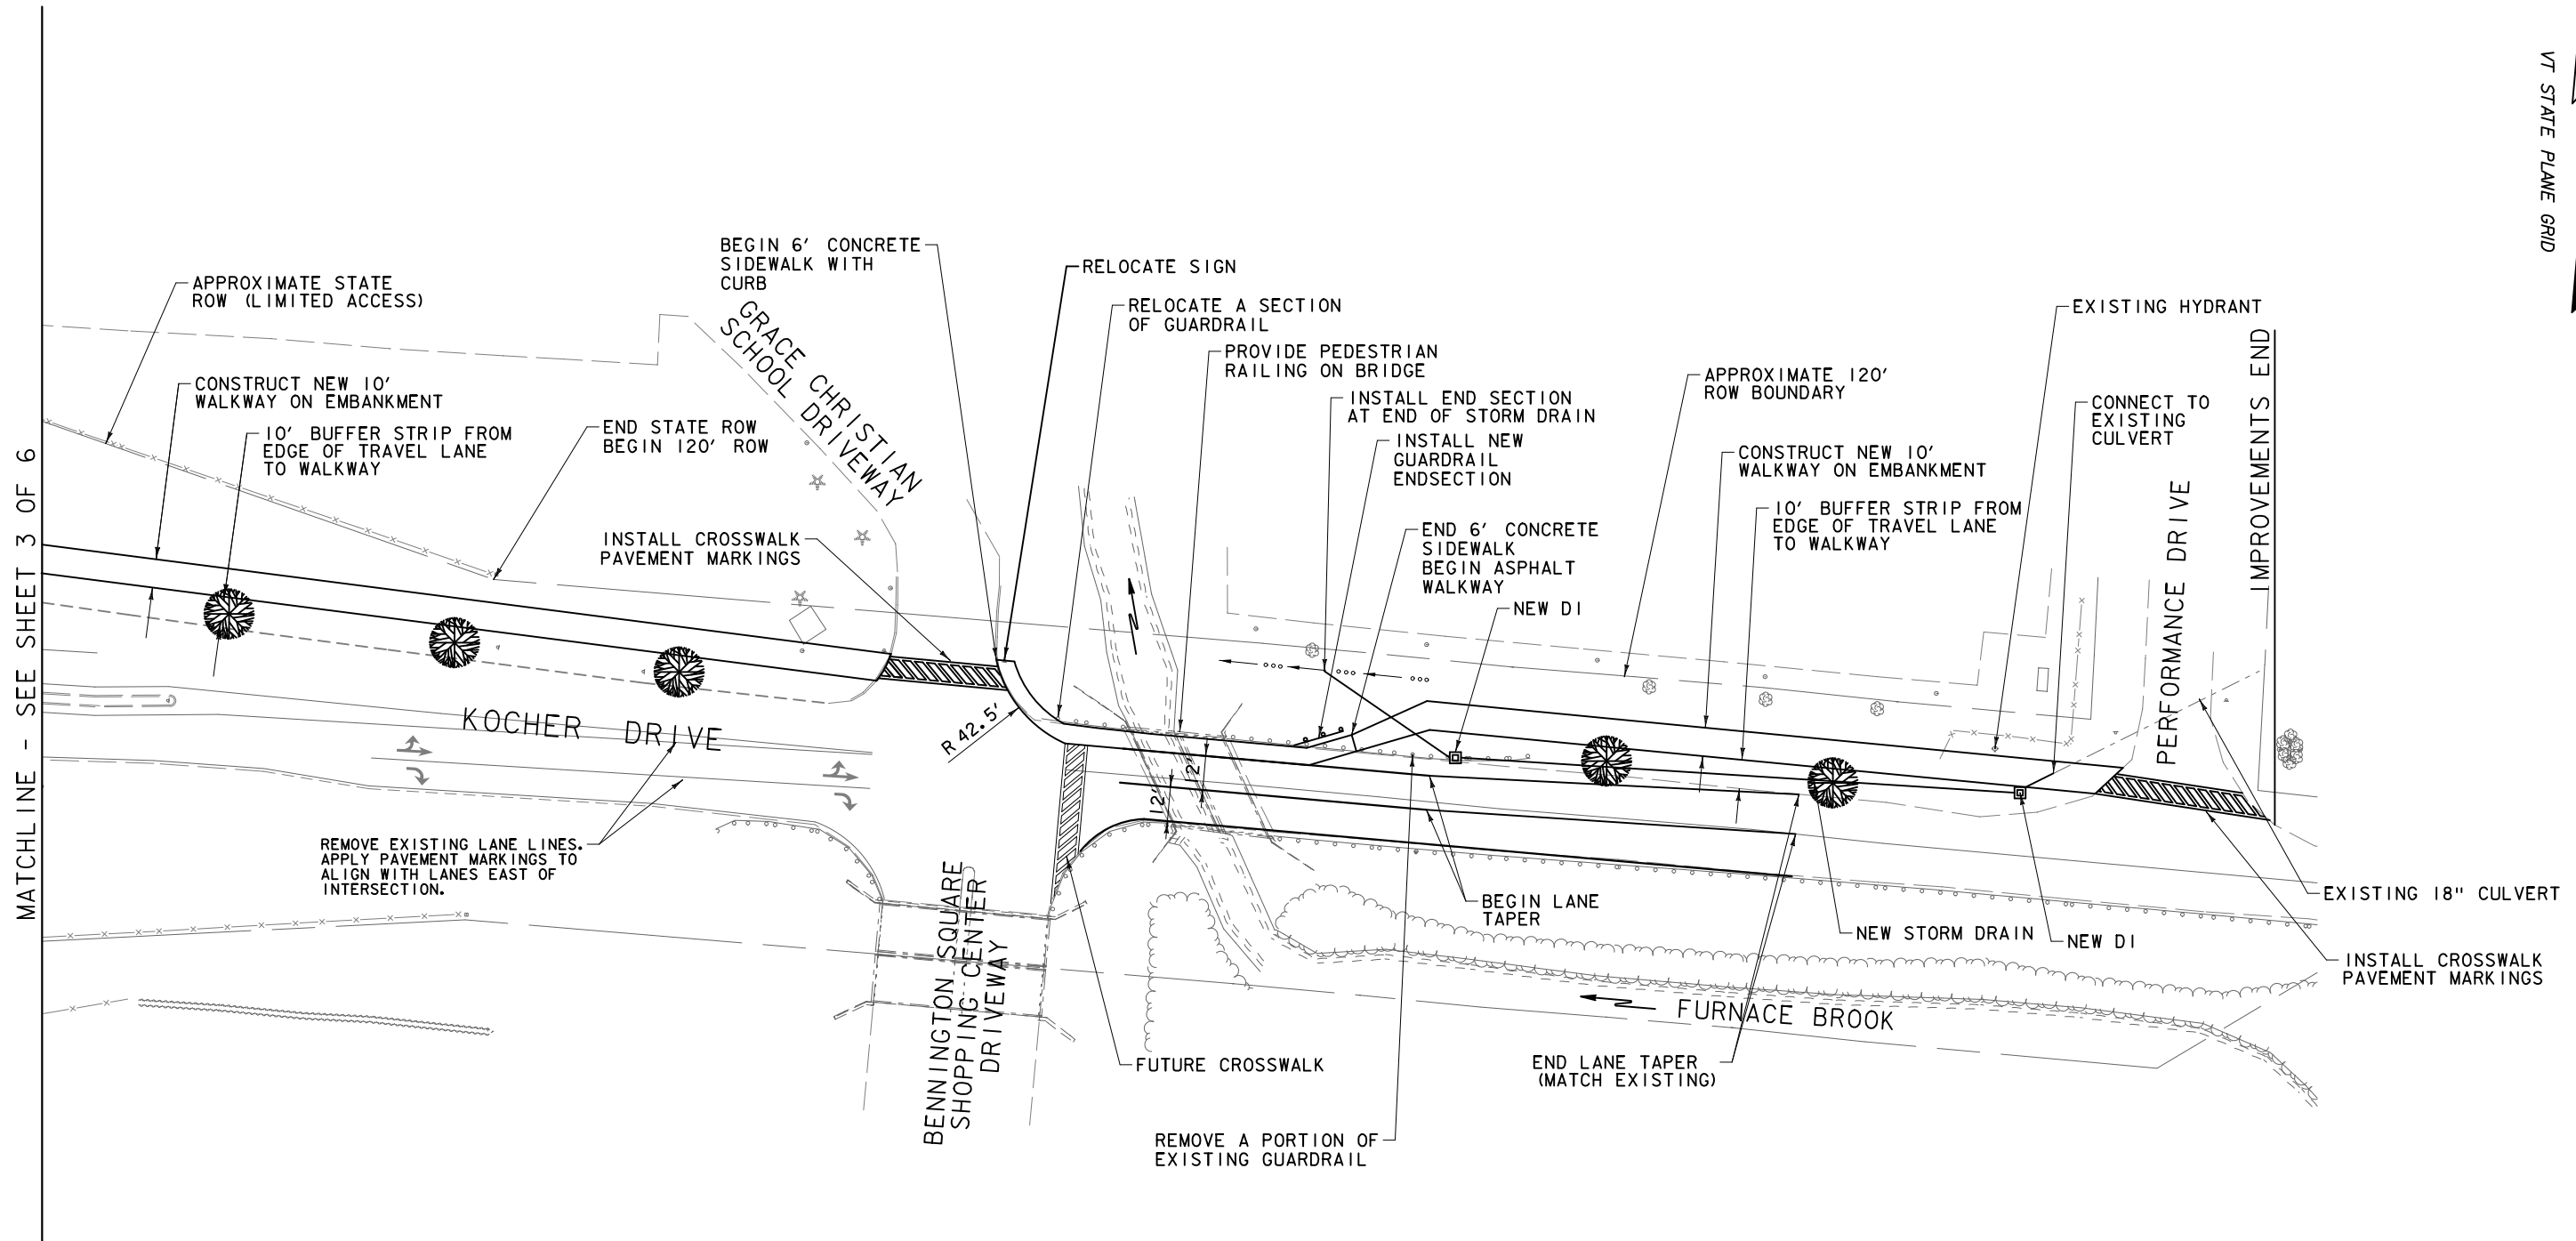 VT STATE PLANE GRID
MATCHLINE - SEE SHEET 3 OF 6
APPROXIMATE STATE
ROW (LIMITED ACCESS)
CONSTRUCT NEW 10'
WALKWAY ON EMBANKMENT
10' BUFFER STRIP FROM
EDGE OF TRAVEL LANE
TO WALKWAY
END STATE ROW
BEGIN 120' ROW
INSTALL CROSSWALK
PAVEMENT MARKINGS
BEGIN 6' CONCRETE
SIDEWALK WITH
CURB
GRACE CHRISTIAN
SCHOOL DRIVEWAY
RELOCATE SIGN
RELOCATE A SECTION
OF GUARDRAIL
PROVIDE PEDESTRIAN
RAILING ON BRIDGE
INSTALL END SECTION
AT END OF STORM DRAIN
INSTALL NEW
GUARDRAIL
ENDSECTION
END 6' CONCRETE
SIDEWALK
BEGIN ASPHALT
WALKWAY
NEW DI
APPROXIMATE 120'
ROW BOUNDARY
CONSTRUCT NEW 10'
WALKWAY ON EMBANKMENT
10' BUFFER STRIP FROM
EDGE OF TRAVEL LANE
TO WALKWAY
EXISTING HYDRANT
CONNECT TO
EXISTING
CULVERT
PERFORMANCE DRIVE
IMPROVEMENTS END
KOCHER DRIVE
R 42.5'
12'
12'
REMOVE EXISTING LANE LINES.
APPLY PAVEMENT MARKINGS TO
ALIGN WITH LANES EAST OF
INTERSECTION.
BENNINGTON SQUARE
SHOPPING CENTER
DRIVEWAY
FUTURE CROSSWALK
REMOVE A PORTION OF
EXISTING GUARDRAIL
BEGIN LANE
TAPER
END LANE TAPER
(MATCH EXISTING)
FURNACE BROOK
NEW STORM DRAIN
NEW DI
EXISTING 18" CULVERT
INSTALL CROSSWALK
PAVEMENT MARKINGS